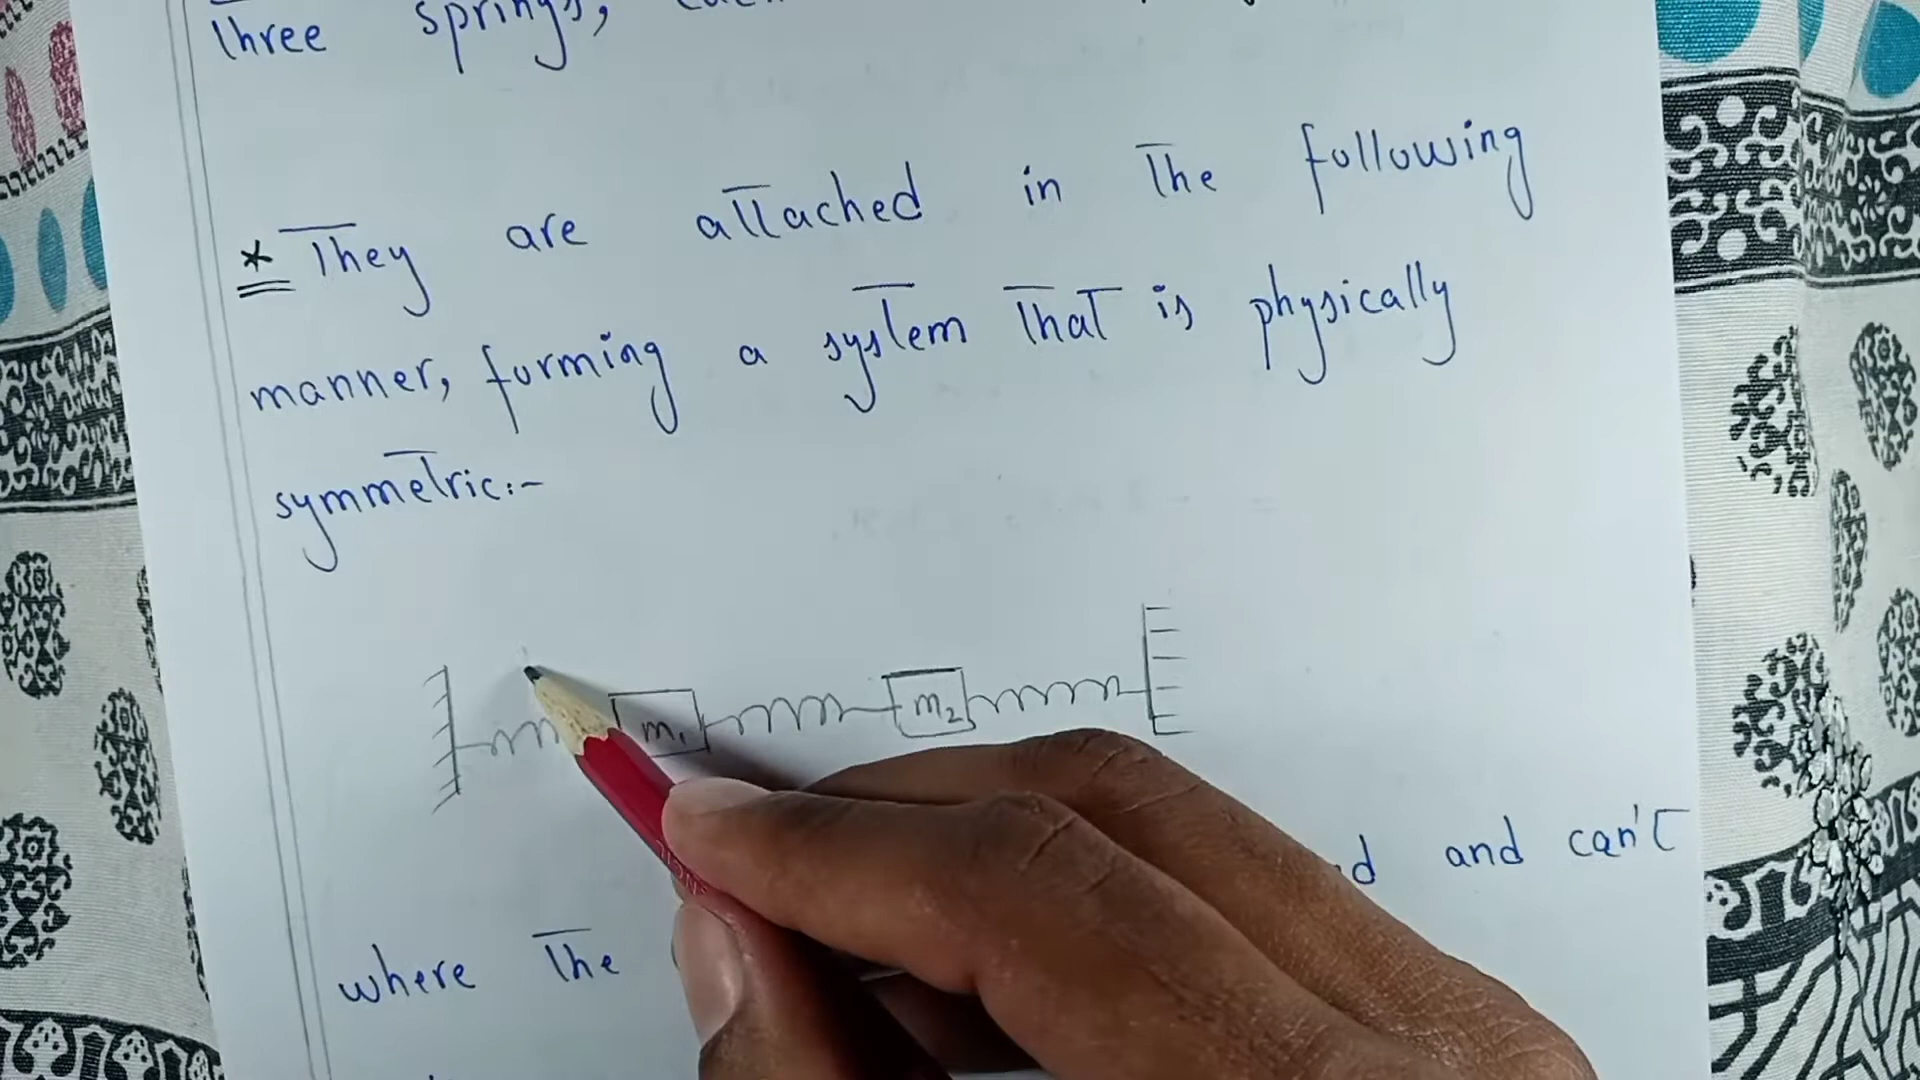 Three springs,
* They are attached in the following
manner, forming a system that is physically
symmetric:-
m₁ m₂
where the and can't